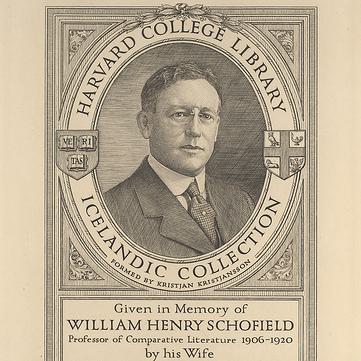 HARVARD COLLEGE LIBRARY
VE RI
TAS
ICELANDIC COLLECTION
FORMED BY KRISTJAN KRISTJANSSON
Given in Memory of
WILLIAM HENRY SCHOFIELD
Professor of Comparative Literature 1906-1920
by his Wife